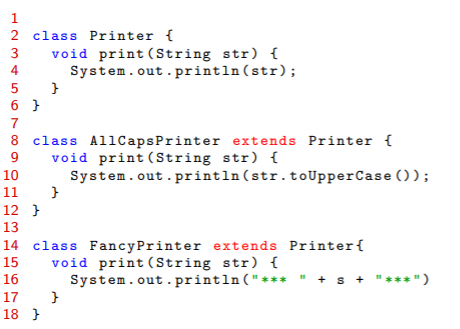 1
2 class Printer {
3   void print(String str) {
4     System.out.println(str);
5   }
6 }
7
8 class AllCapsPrinter extends Printer {
9   void print(String str) {
10     System.out.println(str.toUpperCase());
11   }
12 }
13
14 class FancyPrinter extends Printer{
15   void print(String str) {
16     System.out.println("*** " + s + "***")
17   }
18 }